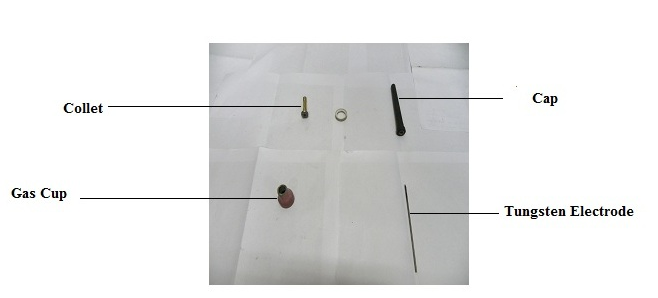 Collet
Cap
Gas Cup
Tungsten Electrode